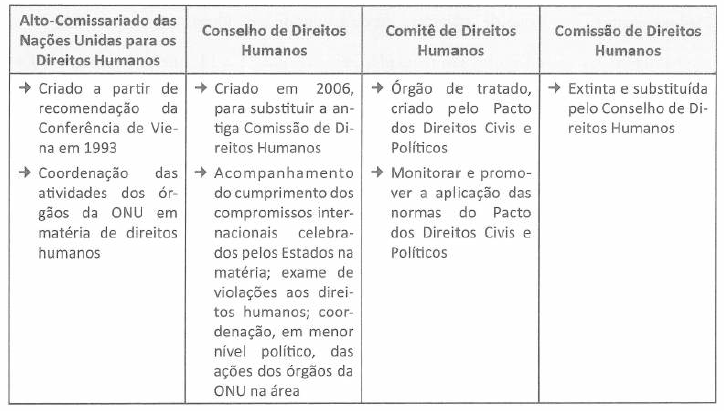 Alto-Comissariado das
Nações Unidas para os
Direitos Humanos
Conselho de Direitos
Humanos
Comitê de Direitos
Humanos
Comissão de Direitos
Humanos
→ Criado a partir de
recomendação da
Conferência de Vie-
na em 1993
→ Coordenação das
atividades dos ór-
gãos da ONU em
matéria de direitos
humanos
→ Criado em 2006,
para substituir a an-
tiga Comissão de Di-
reitos Humanos
→ Acompanhamento
do cumprimento dos
compromissos inter-
nacionais celebra-
dos pelos Estados na
matéria; exame de
violações aos direi-
tos humanos; coor-
denação, em menor
nível político, das
ações dos órgãos da
ONU na área
→ Órgão de tratado,
criado pelo Pacto
dos Direitos Civis e
Políticos
→ Monitorar e promo-
ver a aplicação das
normas do Pacto
dos Direitos Civis e
Políticos
→ Extinta e substituída
pelo Conselho de Di-
reitos Humanos